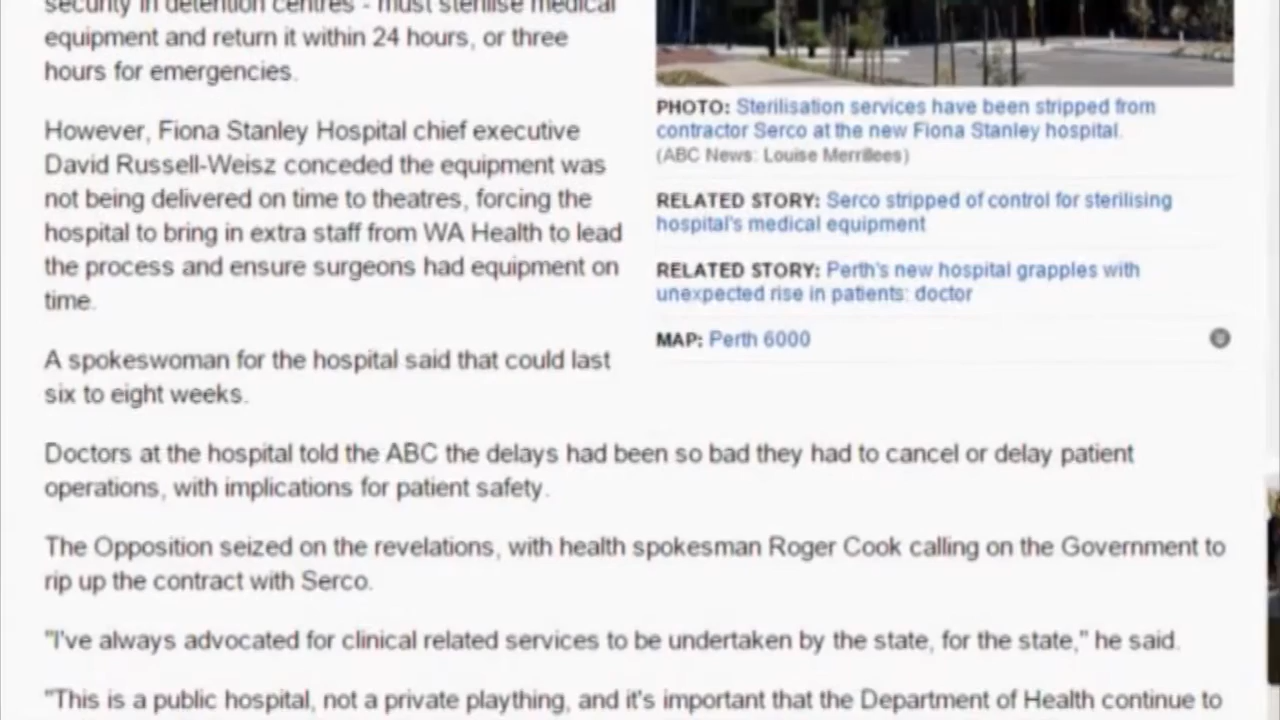 security in detention centres - must sterilise medical
equipment and return it within 24 hours, or three
hours for emergencies.
However, Fiona Stanley Hospital chief executive
David Russell-Weisz conceded the equipment was
not being delivered on time to theatres, forcing the
hospital to bring in extra staff from WA Health to lead
the process and ensure surgeons had equipment on
time.
A spokeswoman for the hospital said that could last
six to eight weeks.
PHOTO: Sterilisation services have been stripped from
contractor Serco at the new Fiona Stanley hospital.
(ABC News: Louise Merrillees)
RELATED STORY: Serco stripped of control for sterilising
hospital's medical equipment
RELATED STORY: Perth's new hospital grapples with
unexpected rise in patients: doctor
MAP: Perth 6000
Doctors at the hospital told the ABC the delays had been so bad they had to cancel or delay patient
operations, with implications for patient safety.
The Opposition seized on the revelations, with health spokesman Roger Cook calling on the Government to
rip up the contract with Serco.
"I've always advocated for clinical related services to be undertaken by the state, for the state," he said.
"This is a public hospital, not a private plaything, and it's important that the Department of Health continue to